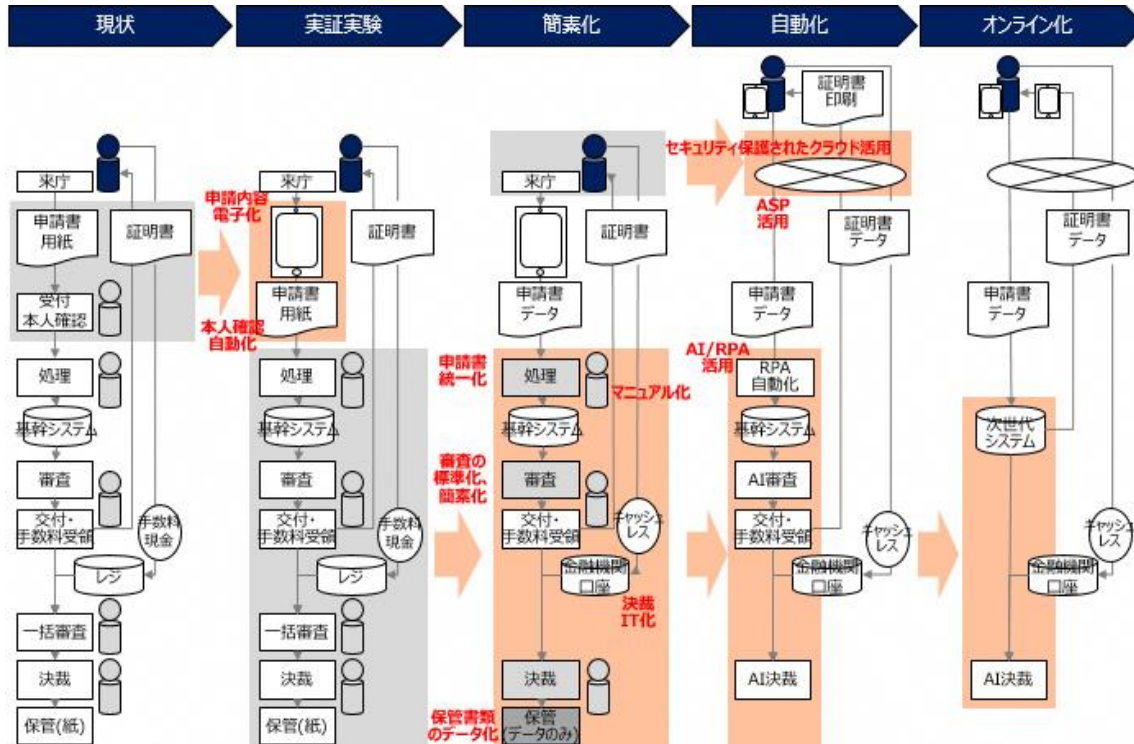 現状
実証実験
簡素化
自動化
オンライン化
来庁
申請書
用紙
証明書
受付
本人確認
処理
基幹システム
審査
交付・
手数料受領
手数料
現金
レジ
一括審査
決裁
保管(紙)
申請内容
電子化
本人確認
自動化
来庁
証明書
申請書
用紙
処理
基幹システム
審査
交付・
手数料受領
手数料
現金
レジ
一括審査
決裁
保管(紙)
申請書
統一化
審査の
標準化、
簡素化
保管書類
のデータ化
来庁
証明書
申請書
データ
処理
マニュアル化
基幹システム
審査
交付・
手数料受領
キャッシュ
レス
金融機関
口座
決裁
IT化
決裁
保管
(データのみ)
証明書
印刷
セキュリティ保護されたクラウド活用
ASP
活用
証明書
データ
申請書
データ
AI/RPA
活用
RPA
自動化
基幹システム
AI審査
交付・
手数料受領
キャッシュ
レス
金融機関
口座
AI決裁
証明書
データ
申請書
データ
次世代
システム
キャッシュ
レス
金融機関
口座
AI決裁